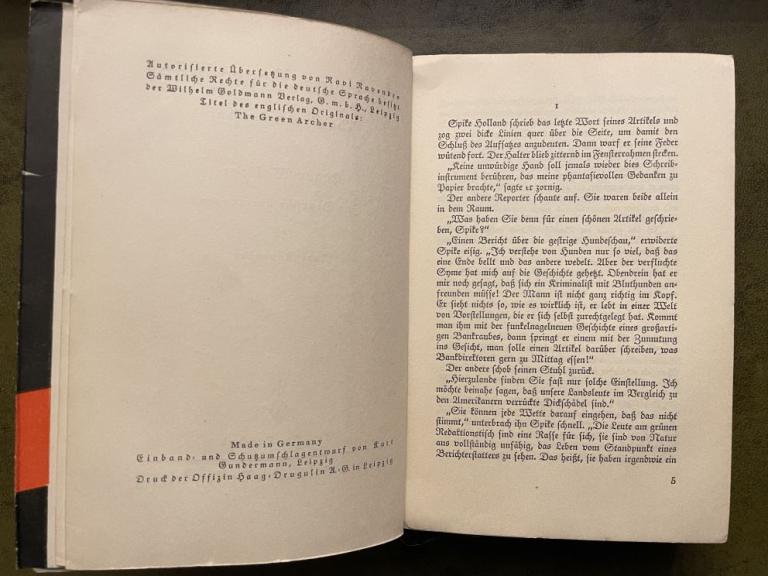 Autorisierte Übersetzung von Ravi Ravendro
Sämtliche Rechte für die deutsche Sprache besitzt
der Wilhelm Goldmann Verlag, G. m. b. H., Leipzig
Titel des englischen Originals:
The Green Archer
Made in Germany
Einband- und Schutzumschlagentwurf von Kurt
Gundermann, Leipzig
Druck der Offizin Haag-Drugulin A.-G. in Leipzig
1
Spike Holland schrieb das letzte Wort seines Artikels und
zog zwei dicke Linien quer über die Seite, um damit den
Schluß des Aufsatzes anzudeuten. Dann warf er seine Feder
wütend fort. Der Halter blieb zitternd im Fensterrahmen stecken.
„Keine unwürdige Hand soll jemals wieder dies Schreib-
instrument berühren, das meine phantasievollen Gedanken zu
Papier brachte,“ sagte er zornig.
Der andere Reporter schaute auf. Sie waren beide allein
in dem Raum.
„Was haben Sie denn für einen schönen Artikel geschrie-
ben, Spike?“
„Einen Bericht über die gestrige Hundeschau,“ erwiderte
Spike eisig. „Ich verstehe von Hunden nur so viel, daß das
eine Ende bellt und das andere wedelt. Aber der verfluchte
Syme hat mich auf die Geschichte gehetzt. Obendrein hat er
mir noch gesagt, daß sich ein Kriminalist mit Bluthunden an-
freunden müsse! Der Mann ist nicht ganz richtig im Kopf.
Er sieht nichts so, wie es wirklich ist, er lebt in einer Welt
von Vorstellungen, die er sich selbst zurechtgelegt hat. Kommt
man ihm mit der funkelnagelneuen Geschichte eines großarti-
gen Bankraubes, dann springt er einem mit der Zumutung
ins Gesicht, man solle einen Artikel darüber schreiben, was
Bankdirektoren gern zu Mittag essen!“
Der andere schob seinen Stuhl zurück.
„Hierzulande finden Sie fast nur solche Einstellung. Ich
möchte beinahe sagen, daß unsere Landsleute im Vergleich zu
den Amerikanern verrückte Dickschädel sind.“
„Sie können jede Wette darauf eingehen, daß das nicht
stimmt,“ unterbrach ihn Spike schnell. „Die Leute am grünen
Redaktionstisch sind eine Rasse für sich, sie sind von Natur
aus vollständig unfähig, das Leben vom Standpunkt eines
Berichterstatters zu sehen. Das heißt, sie haben irgendwie ein
5